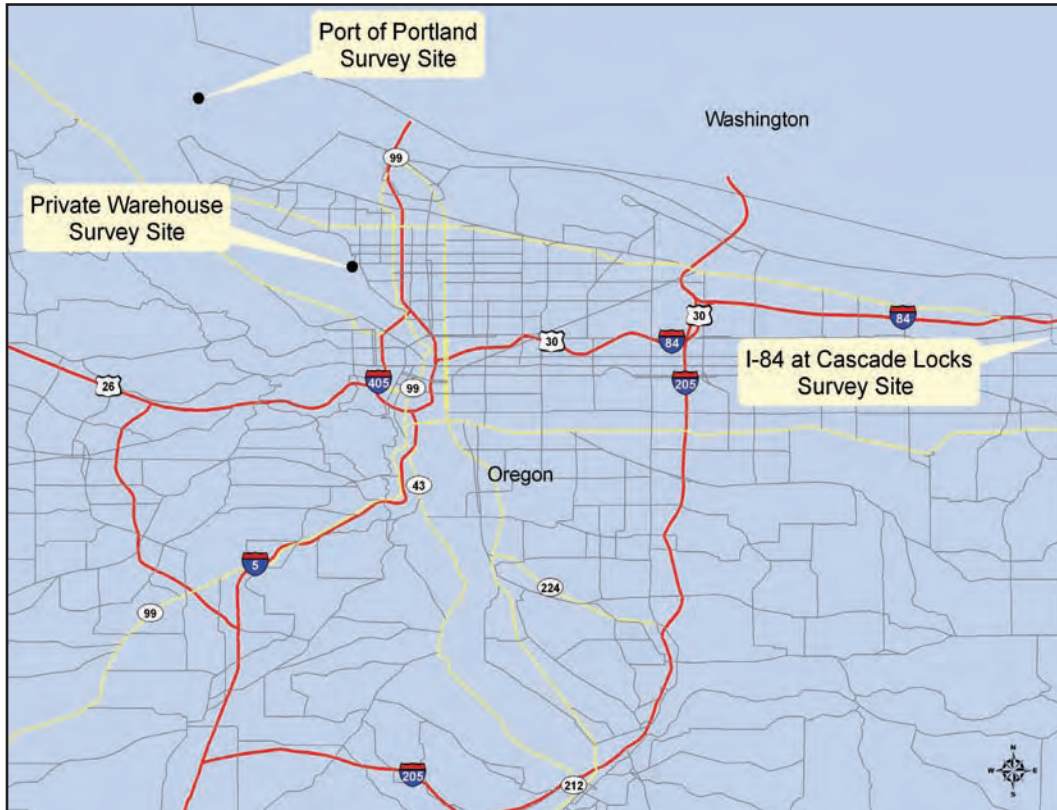 Port of Portland
Survey Site
Washington
99
Private Warehouse
Survey Site
30
84
30
84
I-84 at Cascade Locks
Survey Site
26
405
99
205
Oregon
43
5
224
99
205
212
N
W E
S